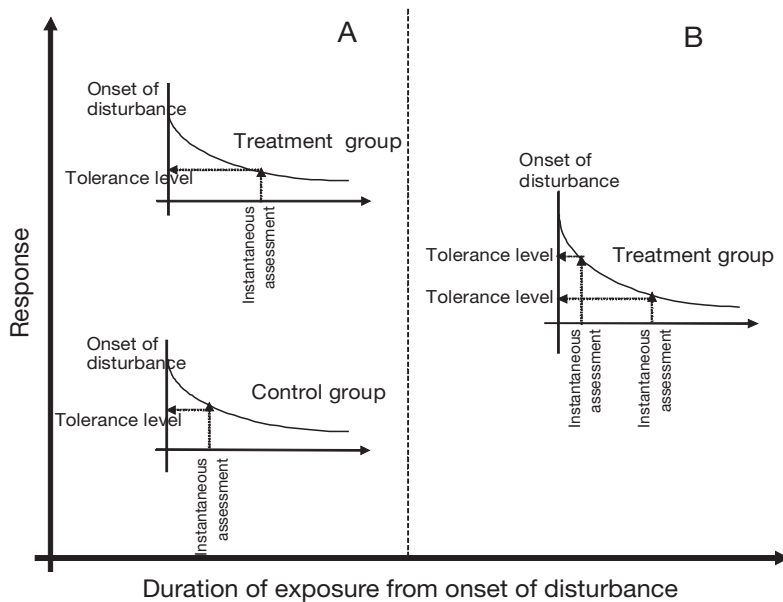 A
Onset of
disturbance
Treatment group
Tolerance level
Instantaneous
assessment
Onset of
disturbance
Control group
Tolerance level
Instantaneous
assessment
B
Onset of
disturbance
Tolerance level
Treatment group
Tolerance level
Instantaneous
assessment
Instantaneous
assessment
Response
Duration of exposure from onset of disturbance